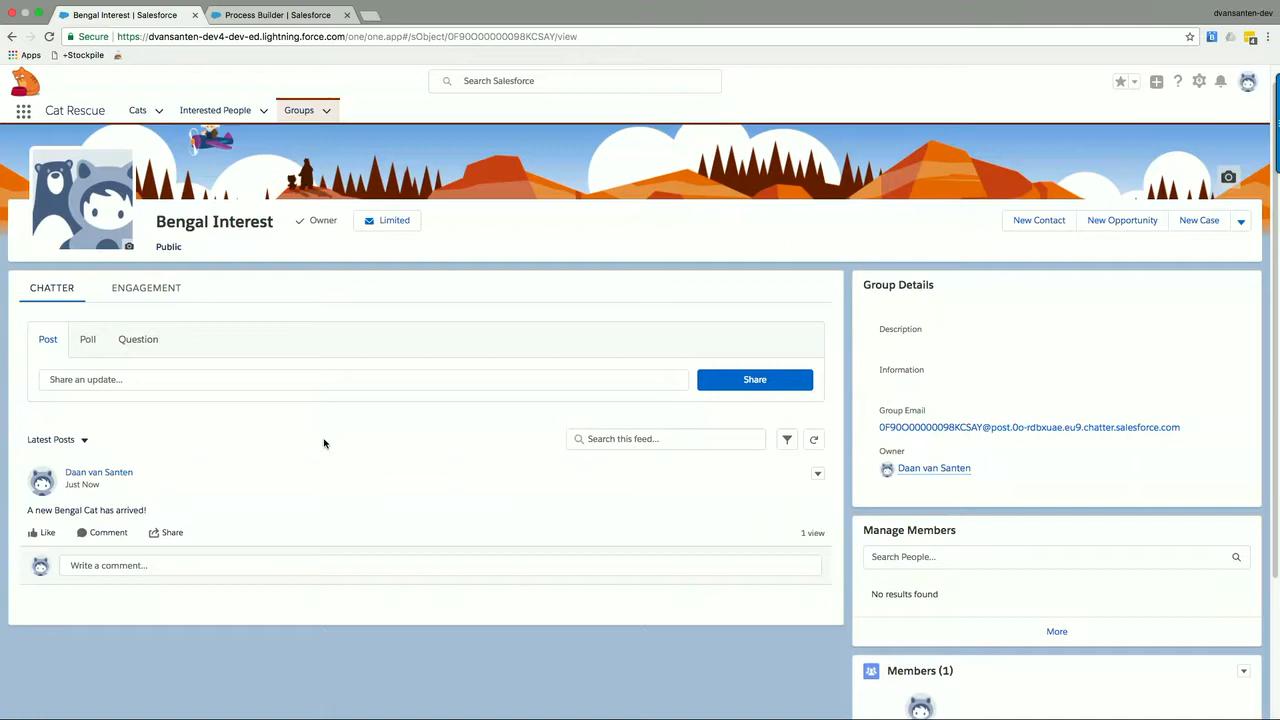 Bengal Interest | Salesforce
Process Builder | Salesforce
dvansanten-dev
Secure
https://dvansanten-dev4-dev-ed.lightning.force.com/one/one.app#/sObject/0F90O00000098KCSAY/view
Apps
+Stockpile
Search Salesforce
Cat Rescue
Cats
Interested People
Groups
Bengal Interest
Owner
Limited
New Contact
New Opportunity
New Case
Public
CHATTER
ENGAGEMENT
Group Details
Post
Poll
Question
Description
Share an update...
Share
Information
Group Email
0F90O00000098KCSAY@post.0o-rdbxuae.eu9.chatter.salesforce.com
Latest Posts
Search this feed...
Owner
Daan van Santen
Daan van Santen
Just Now
A new Bengal Cat has arrived!
Like
Comment
Share
1 view
Manage Members
Search People...
Write a comment...
No results found
More
Members (1)